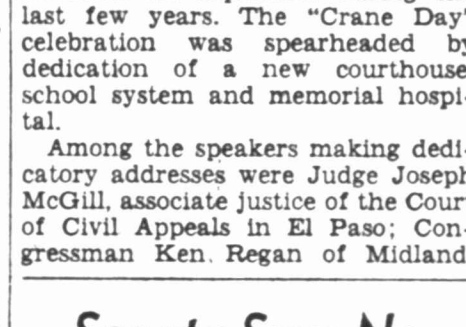 last few years. The "Crane Day"
celebration was spearheaded by
dedication of a new courthouse
school system and memorial hospi-
tal.
Among the speakers making dedi-
catory addresses were Judge Joseph
McGill, associate justice of the Cour
of Civil Appeals in El Paso; Con-
gressman Ken. Regan of Midland